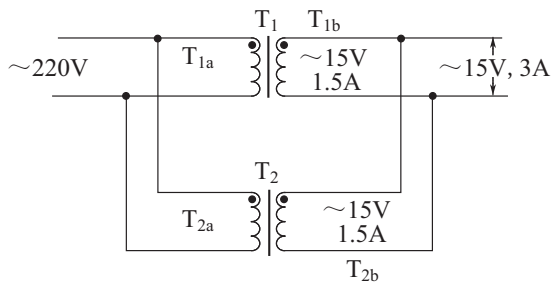 T₁ T₁b
T₁a
~220V
~15V
1.5A
~15V, 3A
T₂
T₂a
~15V
1.5A
T₂b